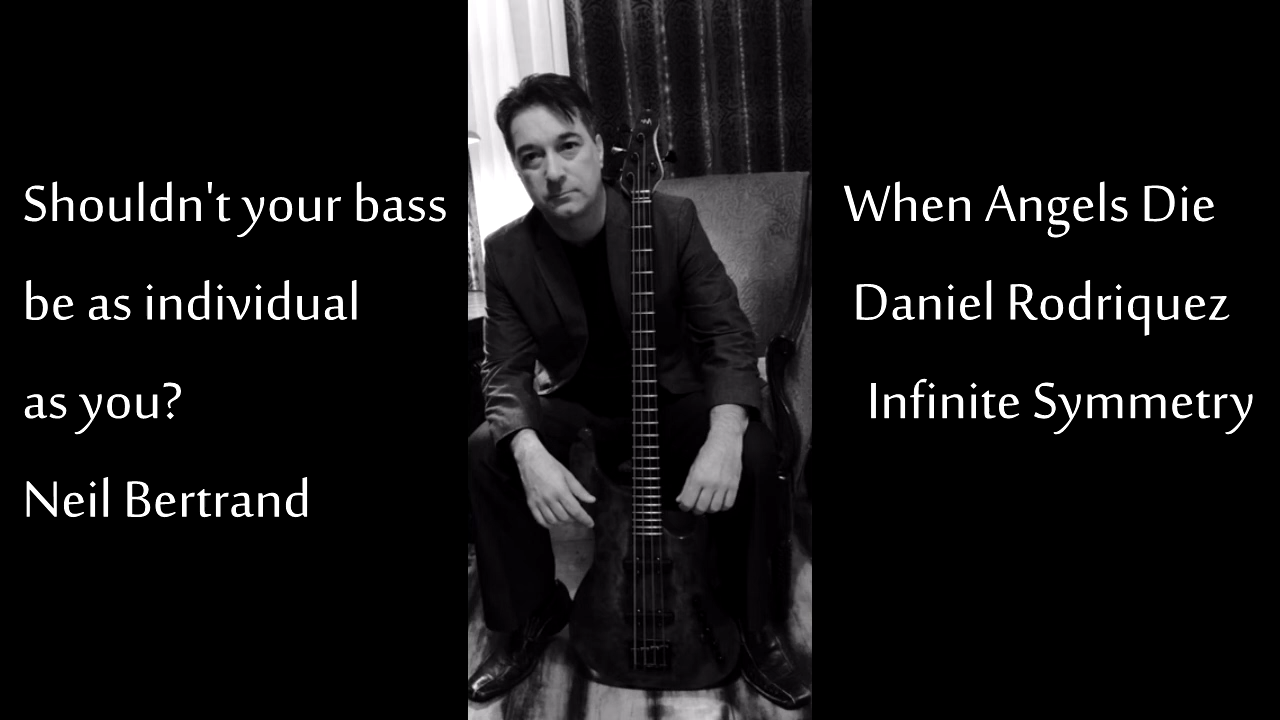 Shouldn't your bass
be as individual
as you?
Neil Bertrand
When Angels Die
Daniel Rodriquez
Infinite Symmetry